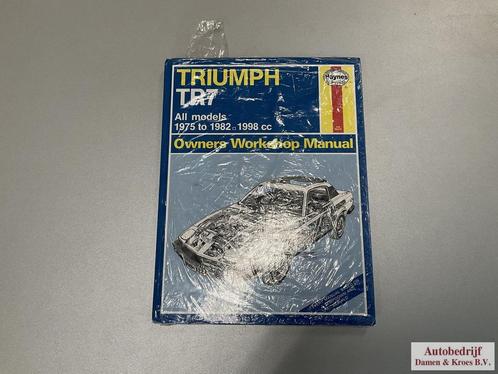 TRIUMPH
TR7
All models
1975 to 1982 □ 1998 cc
Haynes
Owners Workshop Manual
Autobedrijf
Damen & Kroes B.V.